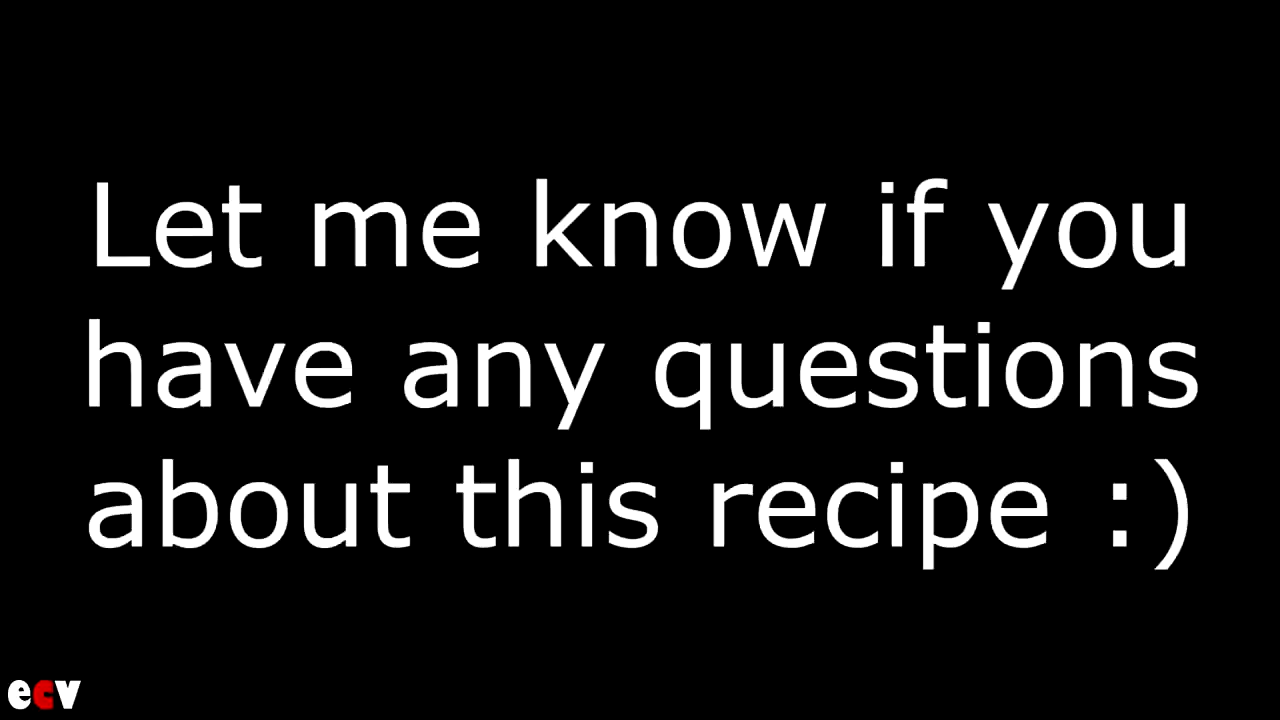 Let me know if you
have any questions
about this recipe :)
ecv